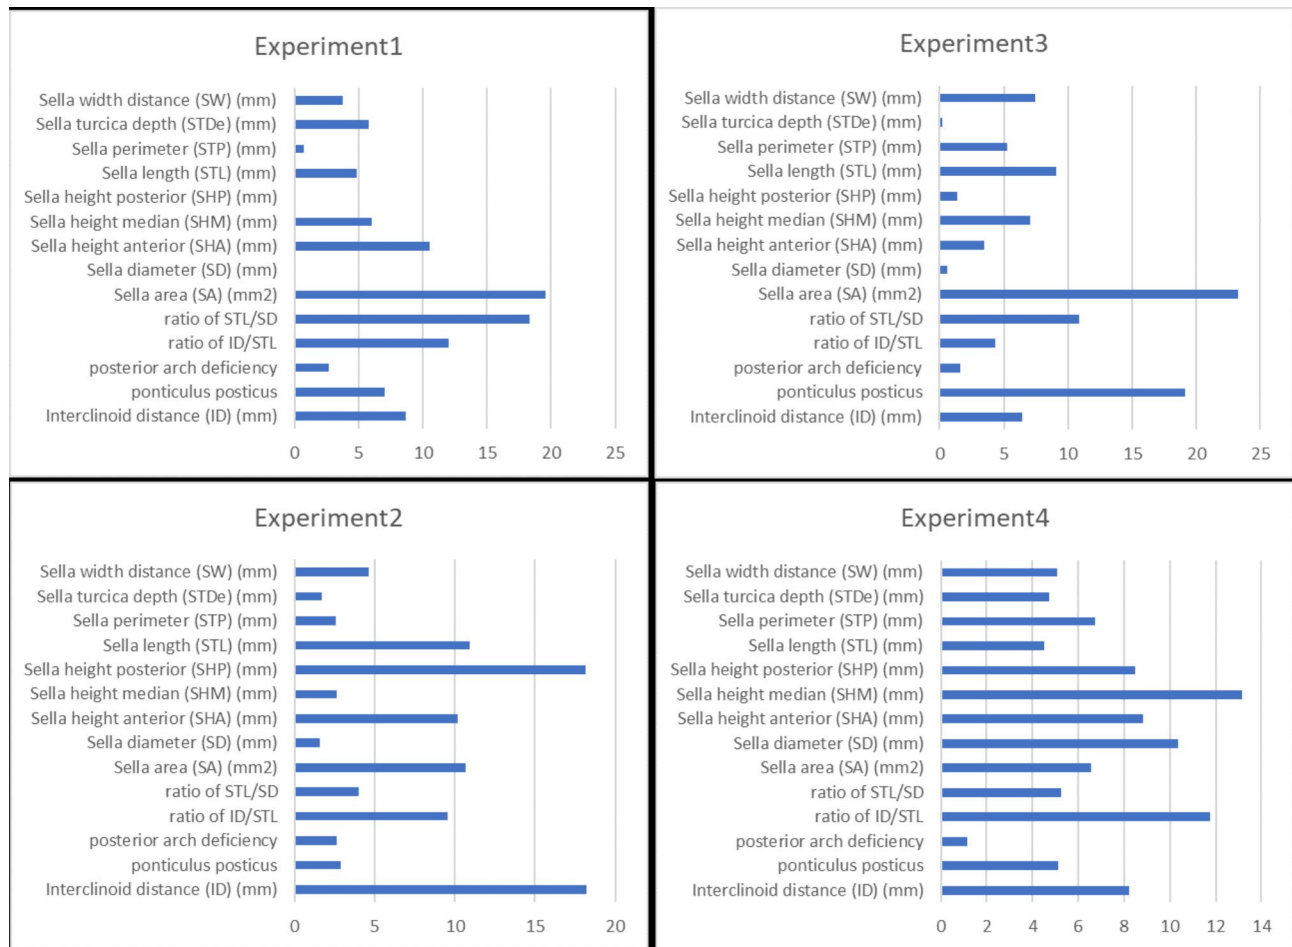 Experiment1
Sella width distance (SW) (mm)
Sella turcica depth (STDe) (mm)
Sella perimeter (STP) (mm)
Sella length (STL) (mm)
Sella height posterior (SHP) (mm)
Sella height median (SHM) (mm)
Sella height anterior (SHA) (mm)
Sella diameter (SD) (mm)
Sella area (SA) (mm2)
ratio of STL/SD
ratio of ID/STL
posterior arch deficiency
ponticulus posticus
Interclinoid distance (ID) (mm)
0 5 10 15 20 25
Experiment3
Sella width distance (SW) (mm)
Sella turcica depth (STDe) (mm)
Sella perimeter (STP) (mm)
Sella length (STL) (mm)
Sella height posterior (SHP) (mm)
Sella height median (SHM) (mm)
Sella height anterior (SHA) (mm)
Sella diameter (SD) (mm)
Sella area (SA) (mm2)
ratio of STL/SD
ratio of ID/STL
posterior arch deficiency
ponticulus posticus
Interclinoid distance (ID) (mm)
0 5 10 15 20 25
Experiment2
Sella width distance (SW) (mm)
Sella turcica depth (STDe) (mm)
Sella perimeter (STP) (mm)
Sella length (STL) (mm)
Sella height posterior (SHP) (mm)
Sella height median (SHM) (mm)
Sella height anterior (SHA) (mm)
Sella diameter (SD) (mm)
Sella area (SA) (mm2)
ratio of STL/SD
ratio of ID/STL
posterior arch deficiency
ponticulus posticus
Interclinoid distance (ID) (mm)
0 5 10 15 20
Experiment4
Sella width distance (SW) (mm)
Sella turcica depth (STDe) (mm)
Sella perimeter (STP) (mm)
Sella length (STL) (mm)
Sella height posterior (SHP) (mm)
Sella height median (SHM) (mm)
Sella height anterior (SHA) (mm)
Sella diameter (SD) (mm)
Sella area (SA) (mm2)
ratio of STL/SD
ratio of ID/STL
posterior arch deficiency
ponticulus posticus
Interclinoid distance (ID) (mm)
0 2 4 6 8 10 12 14